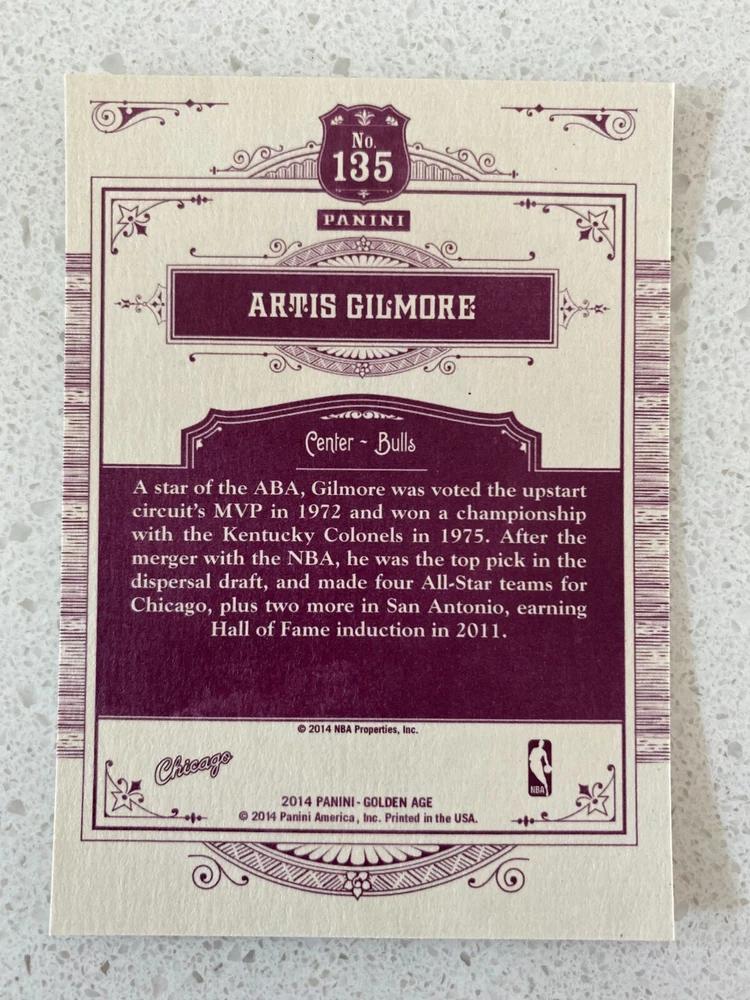 No.
135
PANINI
ARTIS GILMORE
Center ~ Bulls
A star of the ABA, Gilmore was voted the upstart
circuit's MVP in 1972 and won a championship
with the Kentucky Colonels in 1975. After the
merger with the NBA, he was the top pick in the
dispersal draft, and made four All-Star teams for
Chicago, plus two more in San Antonio, earning
Hall of Fame induction in 2011.
© 2014 NBA Properties, Inc.
Chicago
NBA
2014 PANINI - GOLDEN AGE
© 2014 Panini America, Inc. Printed in the USA.